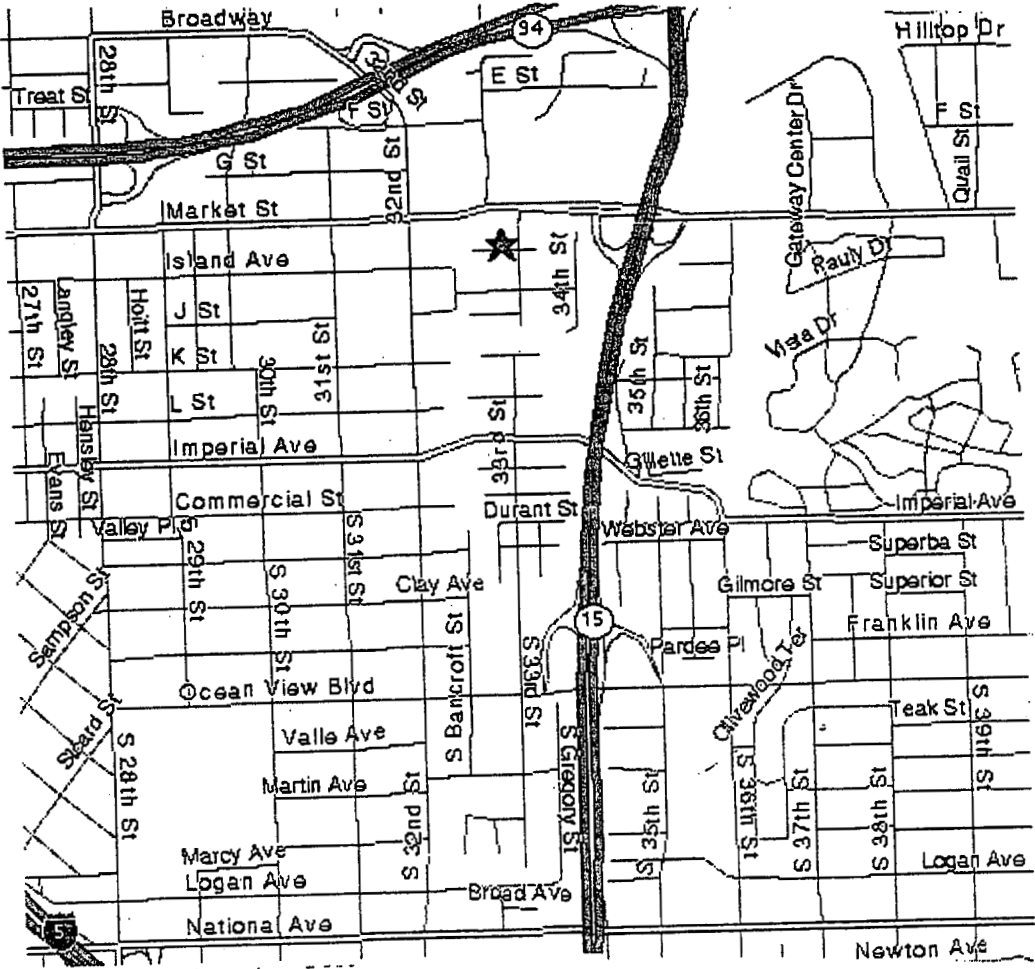 Broadway
94
Hilltop Dr
28th St
Treat St
33rd St
E St
F St
F St
Gateway Center Dr
Quail St
G St
32nd St
Market St
Island Ave
34th St
Pauly Dr
27th St
Langley St
Hoitt St
J St
Vista Dr
K St
28th St
30th St
31st St
35th St
36th St
L St
Hensley St
33rd St
Imperial Ave
Evans St
Gillette St
Commercial St
Durant St
Imperial Ave
Valley Pl
Webster Ave
Superba St
29th St
S 31st St
Clay Ave
Gilmore St
Superior St
Sampson St
S 30th St
15
Franklin Ave
S Bancroft St
S 33rd St
Pardee Pl
Olivewood Ter
Ocean View Blvd
Teak St
S 39th St
Sicard St
S 28th St
Valle Ave
S Gregory St
Martin Ave
S 32nd St
S 35th St
S 36th St
S 37th St
S 38th St
Marcy Ave
Logan Ave
Logan Ave
Broad Ave
National Ave
5
Newton Ave